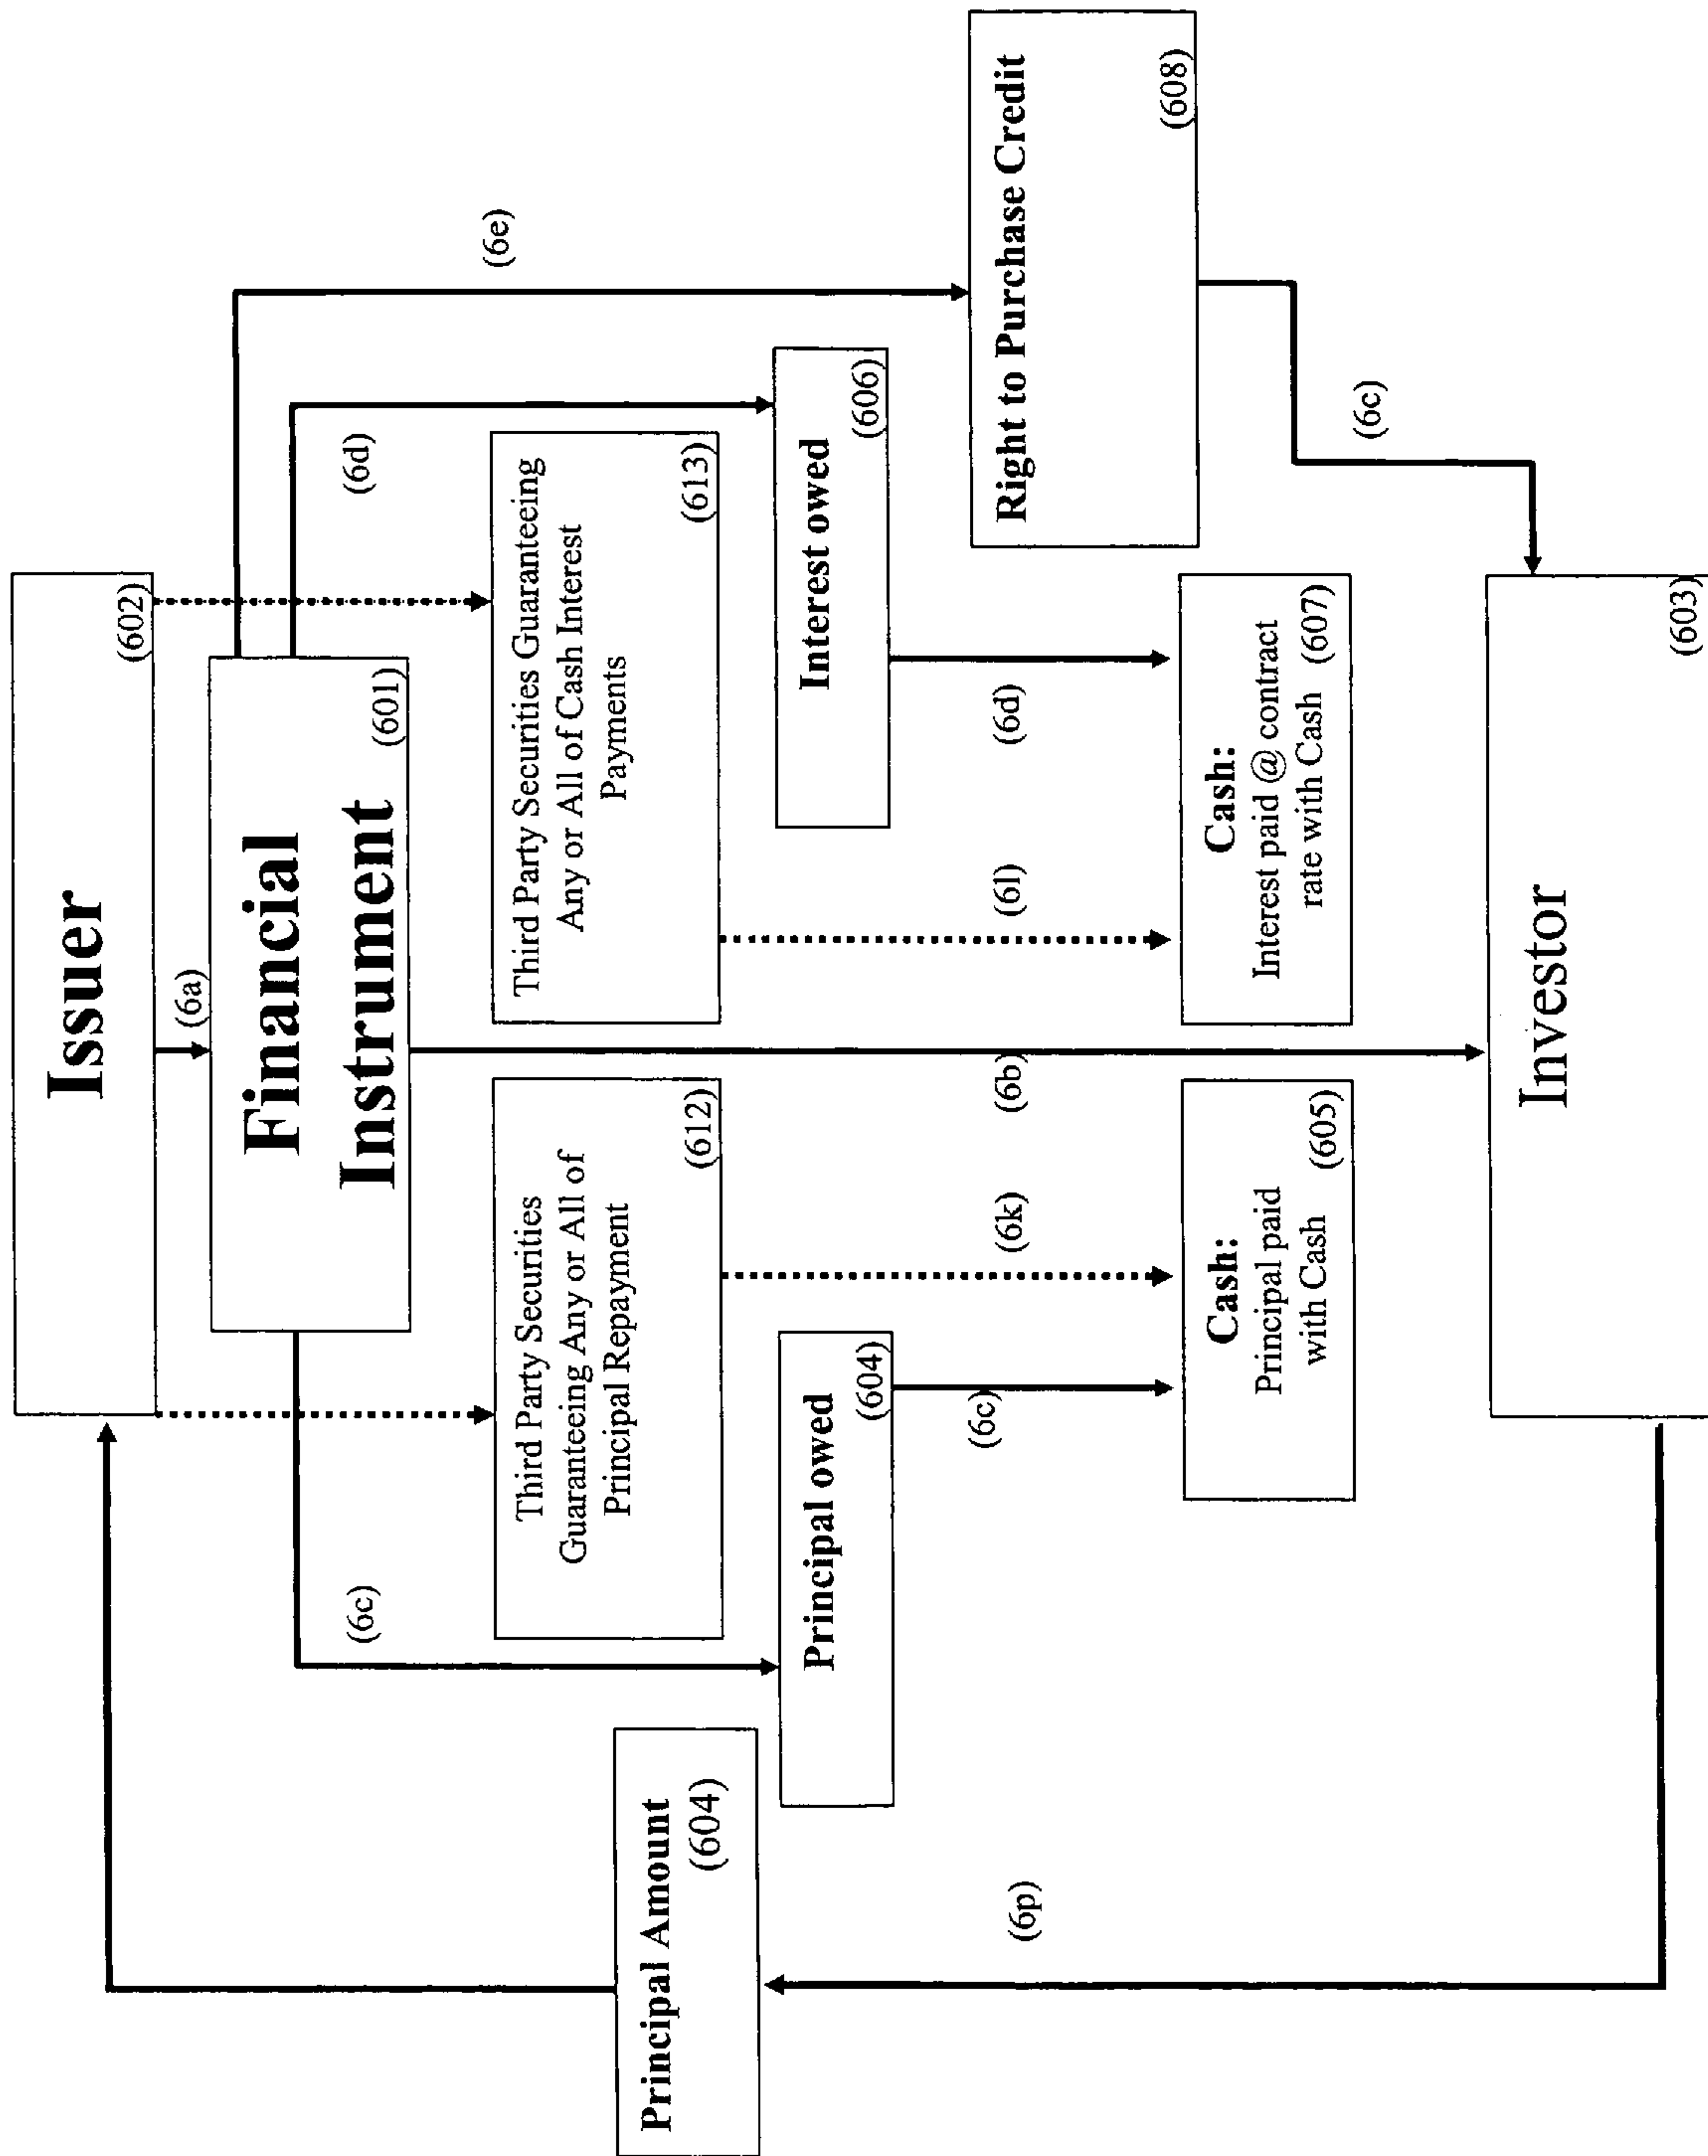 Issuer
(602)
(6a)
Financial
Instrument
(601)
(6c)
(6d)
(6e)
Third Party Securities
Guaranteeing Any or All of
Principal Repayment
(612)
Third Party Securities Guaranteeing
Any or All of Cash Interest
Payments
(613)
Principal Amount
(604)
Principal owed
(604)
Interest owed
(606)
Right to Purchase Credit
(608)
(6p)
(6c)
(6k)
(6b)
(6l)
(6d)
(6c)
Cash:
Principal paid
with Cash
(605)
Cash:
Interest paid @ contract
rate with Cash (607)
Investor
(603)